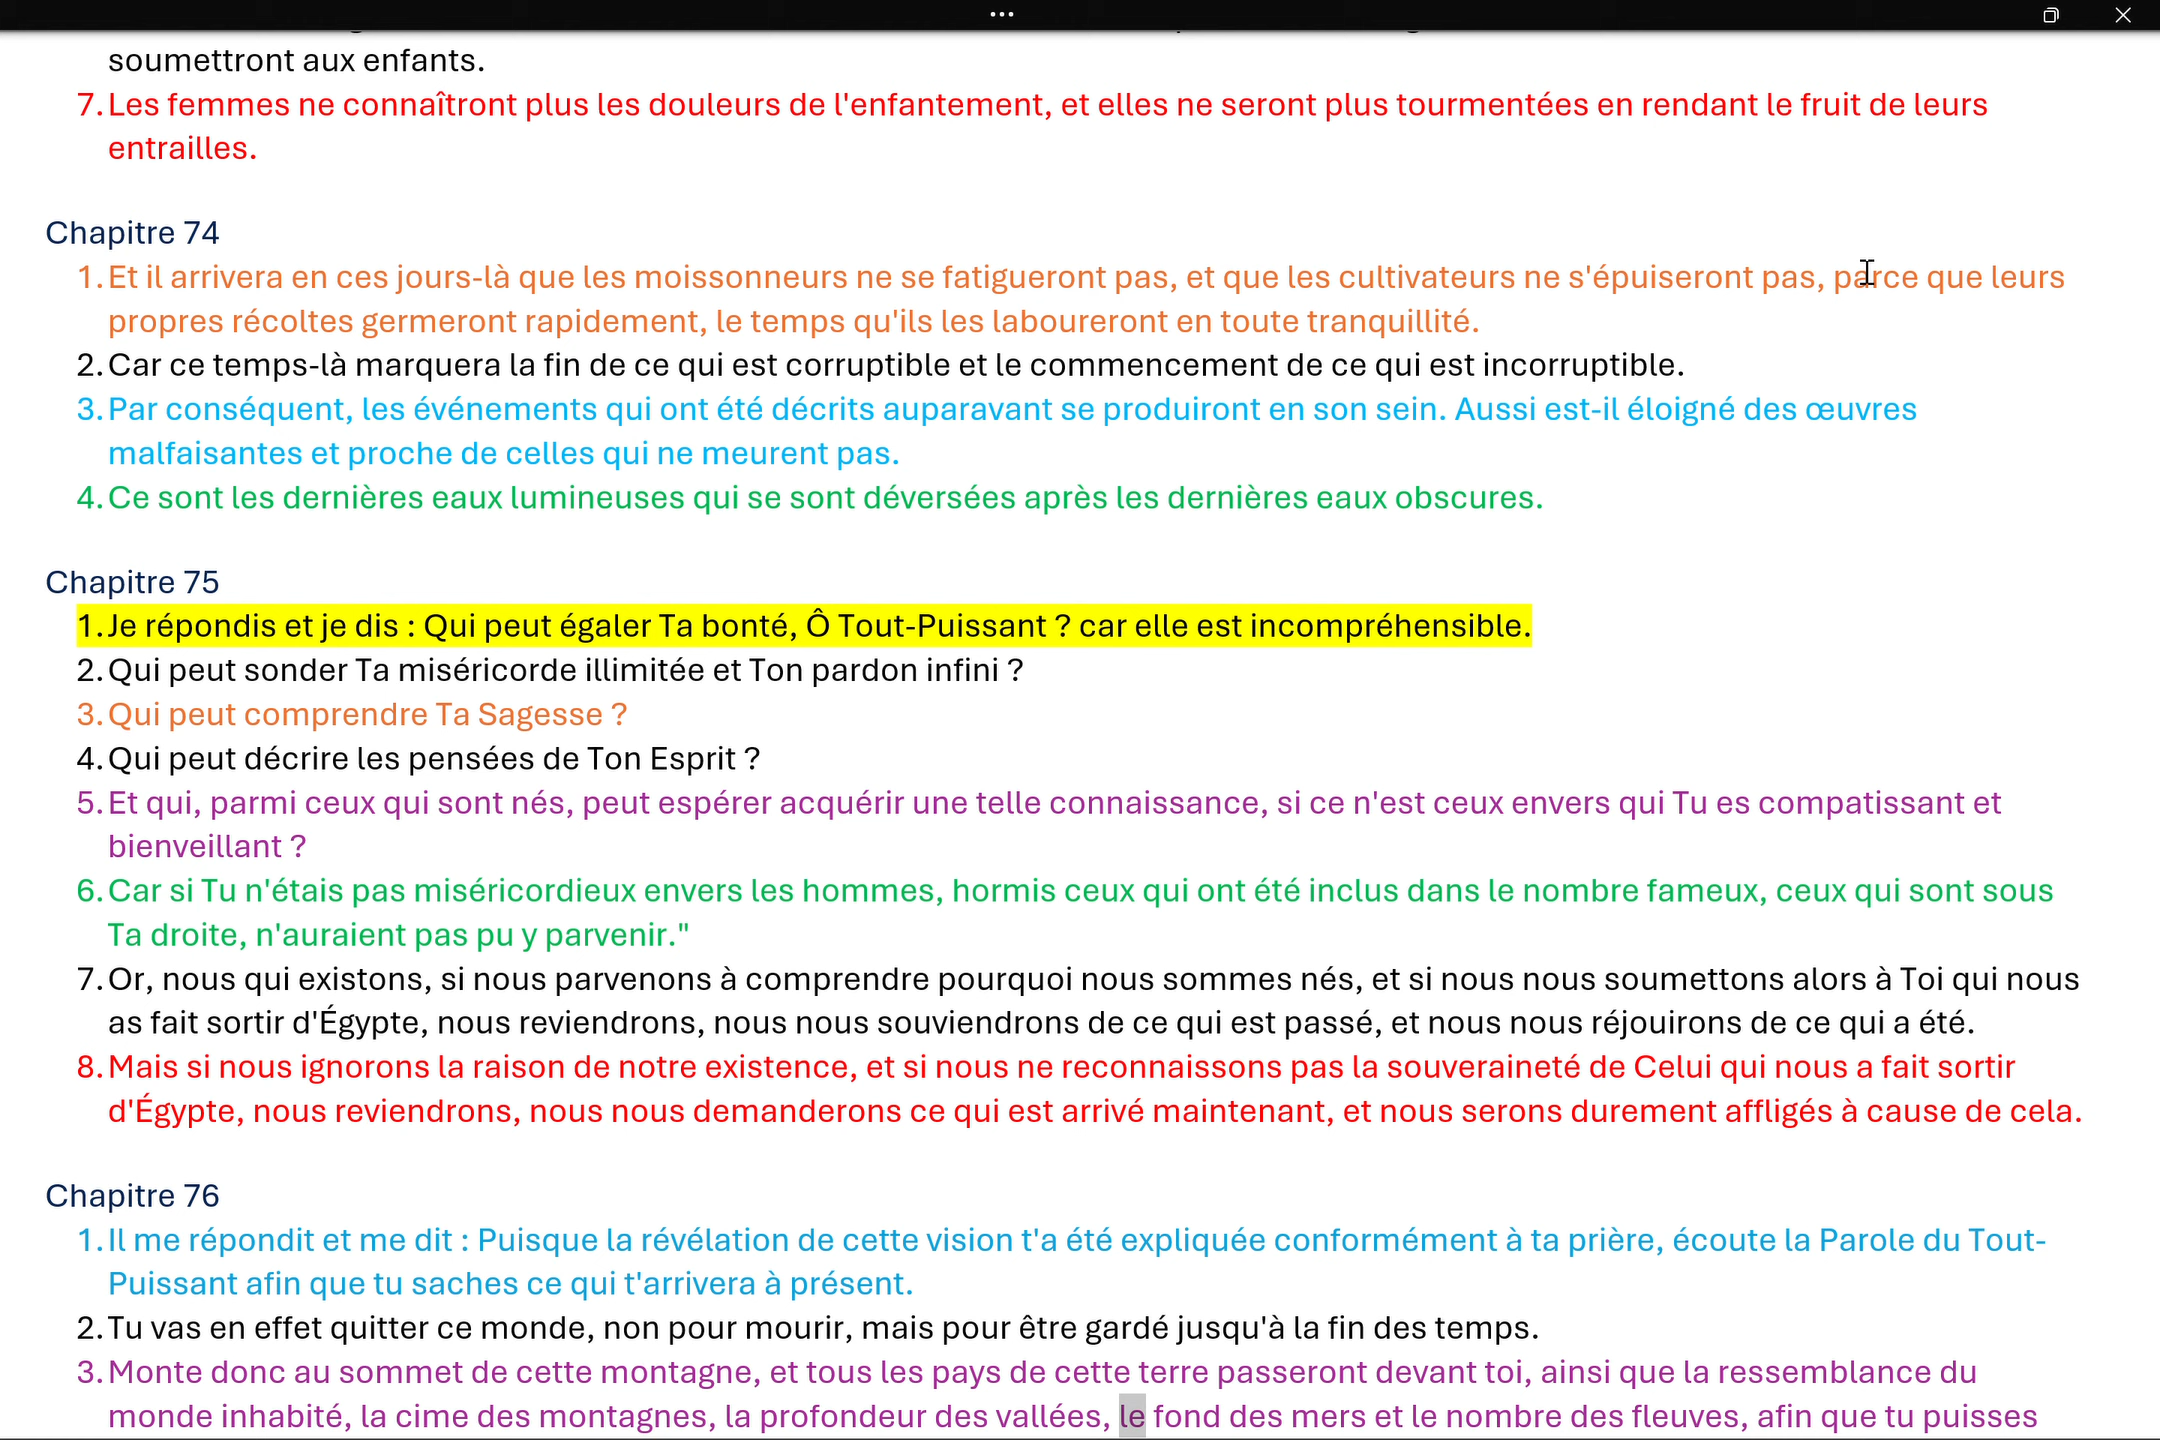 soumettront aux enfants.
7. Les femmes ne connaîtront plus les douleurs de l'enfantement, et elles ne seront plus tourmentées en rendant le fruit de leurs
entrailles.
Chapitre 74
1. Et il arrivera en ces jours-là que les moissonneurs ne se fatigueront pas, et que les cultivateurs ne s'épuiseront pas, parce que leurs
propres récoltes germeront rapidement, le temps qu'ils les laboureront en toute tranquillité.
2. Car ce temps-là marquera la fin de ce qui est corruptible et le commencement de ce qui est incorruptible.
3. Par conséquent, les événements qui ont été décrits auparavant se produiront en son sein. Aussi est-il éloigné des œuvres
malfaisantes et proche de celles qui ne meurent pas.
4. Ce sont les dernières eaux lumineuses qui se sont déversées après les dernières eaux obscures.
Chapitre 75
1. Je répondis et je dis : Qui peut égaler Ta bonté, Ô Tout-Puissant ? car elle est incompréhensible.
2. Qui peut sonder Ta miséricorde illimitée et Ton pardon infini ?
3. Qui peut comprendre Ta Sagesse ?
4. Qui peut décrire les pensées de Ton Esprit ?
5. Et qui, parmi ceux qui sont nés, peut espérer acquérir une telle connaissance, si ce n'est ceux envers qui Tu es compatissant et
bienveillant ?
6. Car si Tu n'étais pas miséricordieux envers les hommes, hormis ceux qui ont été inclus dans le nombre fameux, ceux qui sont sous
Ta droite, n'auraient pas pu y parvenir."
7. Or, nous qui existons, si nous parvenons à comprendre pourquoi nous sommes nés, et si nous nous soumettons alors à Toi qui nous
as fait sortir d'Égypte, nous reviendrons, nous nous souviendrons de ce qui est passé, et nous nous réjouirons de ce qui a été.
8. Mais si nous ignorons la raison de notre existence, et si nous ne reconnaissons pas la souveraineté de Celui qui nous a fait sortir
d'Égypte, nous reviendrons, nous nous demanderons ce qui est arrivé maintenant, et nous serons durement affligés à cause de cela.
Chapitre 76
1. Il me répondit et me dit : Puisque la révélation de cette vision t'a été expliquée conformément à ta prière, écoute la Parole du Tout-
Puissant afin que tu saches ce qui t'arrivera à présent.
2. Tu vas en effet quitter ce monde, non pour mourir, mais pour être gardé jusqu'à la fin des temps.
3. Monte donc au sommet de cette montagne, et tous les pays de cette terre passeront devant toi, ainsi que la ressemblance du
monde inhabité, la cime des montagnes, la profondeur des vallées, le fond des mers et le nombre des fleuves, afin que tu puisses